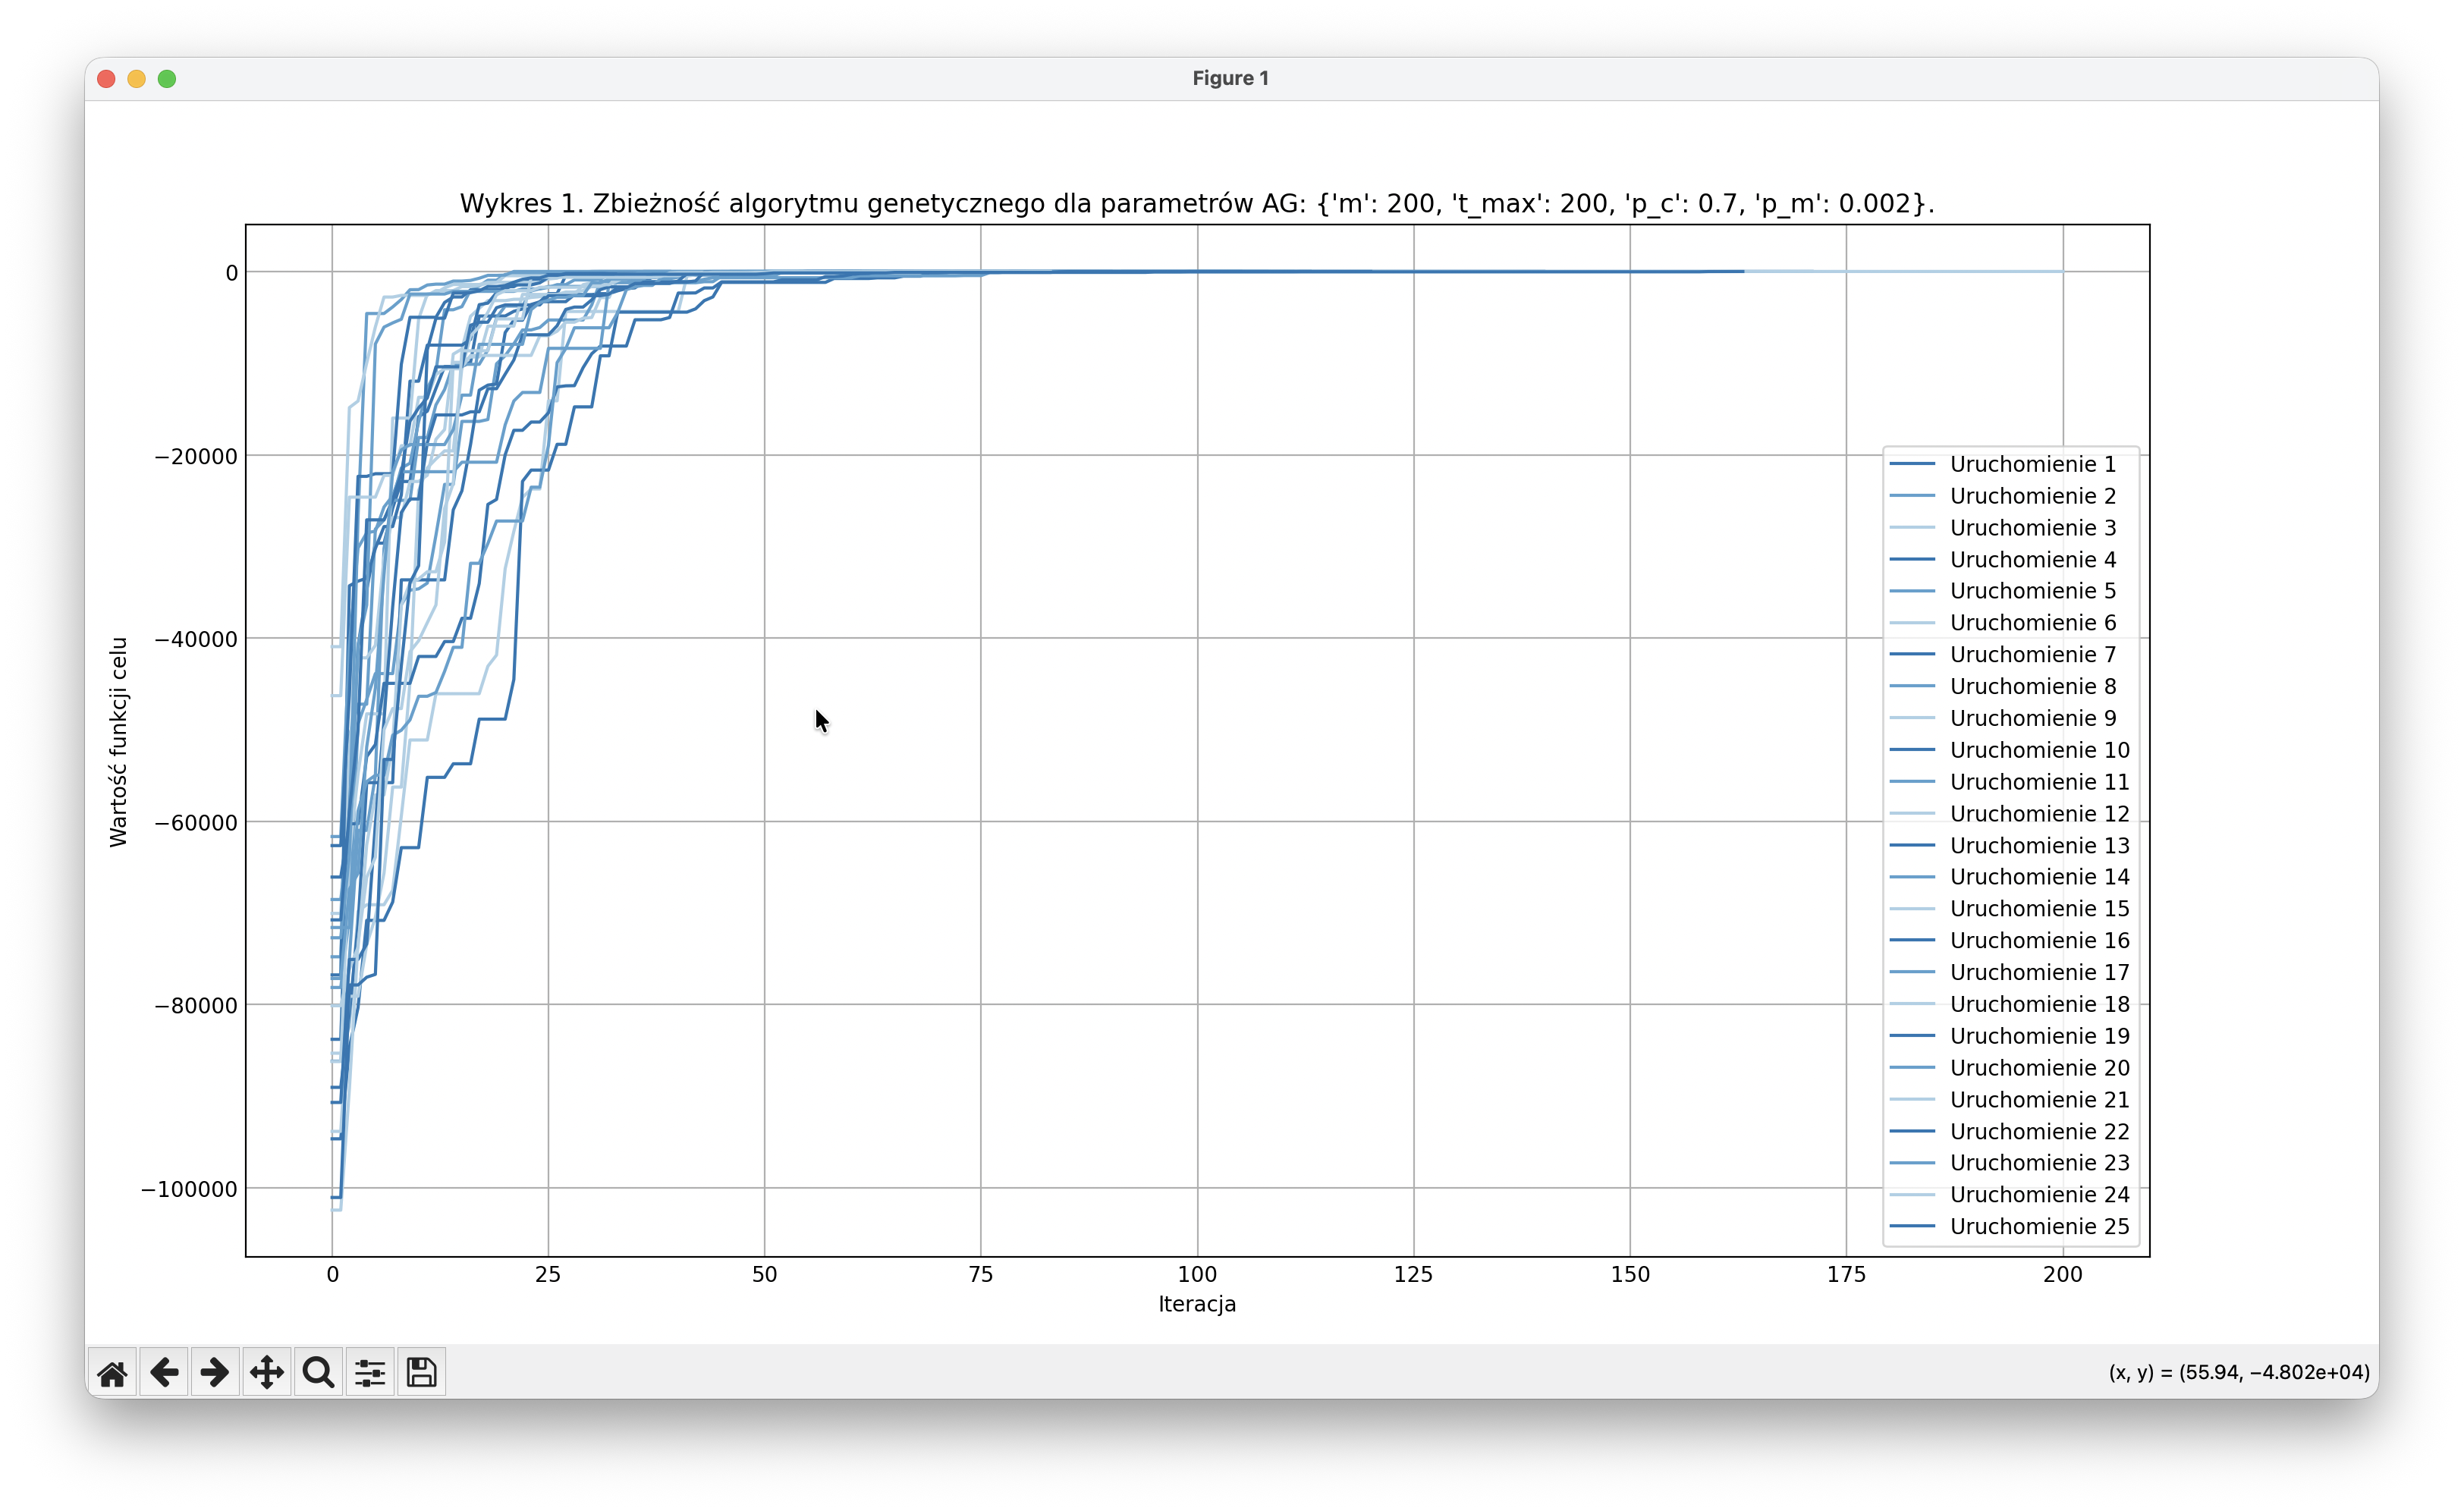 Figure 1
Wykres 1. Zbieżność algorytmu genetycznego dla parametrów AG: {'m': 200, 't_max': 200, 'p_c': 0.7, 'p_m': 0.002}.
Wartość funkcji celu
0
−20000
−40000
−60000
−80000
−100000
Uruchomienie 1
Uruchomienie 2
Uruchomienie 3
Uruchomienie 4
Uruchomienie 5
Uruchomienie 6
Uruchomienie 7
Uruchomienie 8
Uruchomienie 9
Uruchomienie 10
Uruchomienie 11
Uruchomienie 12
Uruchomienie 13
Uruchomienie 14
Uruchomienie 15
Uruchomienie 16
Uruchomienie 17
Uruchomienie 18
Uruchomienie 19
Uruchomienie 20
Uruchomienie 21
Uruchomienie 22
Uruchomienie 23
Uruchomienie 24
Uruchomienie 25
0 25 50 75 100 125 150 175 200
Iteracja
(x, y) = (55.94, −4.802e+04)